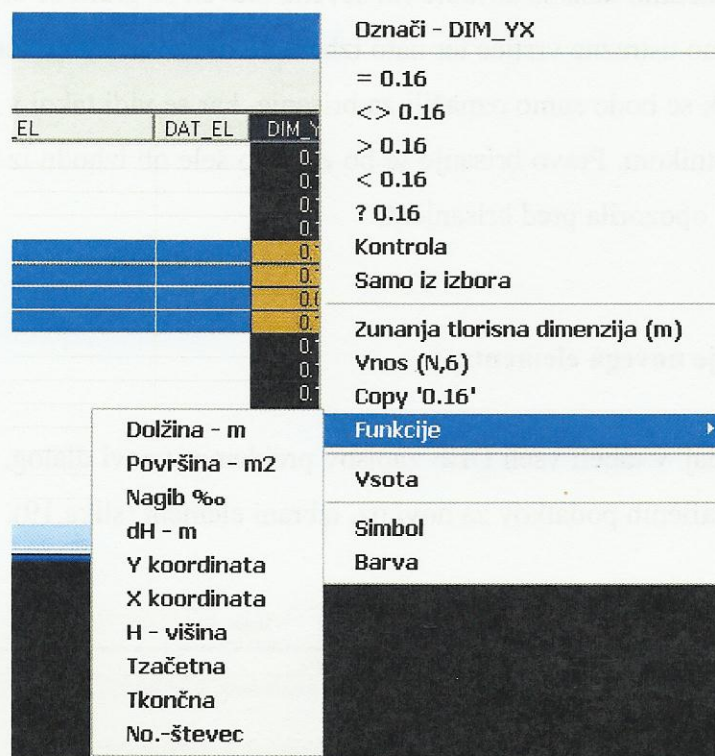 Označi - DIM_YX
= 0.16
<> 0.16
> 0.16
< 0.16
? 0.16
Kontrola
Samo iz izbora
_EL DAT_EL DIM_Y
Zunanja tlorisna dimenzija (m)
Vnos (N,6)
Copy '0.16'
Funkcije
Vsota
Simbol
Barva
Dolžina - m
Površina - m2
Nagib ‰
dH - m
Y koordinata
X koordinata
H - višina
Tzačetna
Tkončna
No.-števec